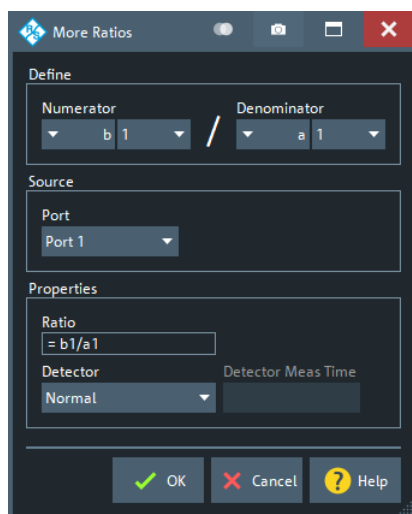 More Ratios
Define
Numerator Denominator
b 1 / a 1
Source
Port
Port 1
Properties
Ratio
= b1/a1
Detector Detector Meas Time
Normal
OK Cancel ? Help